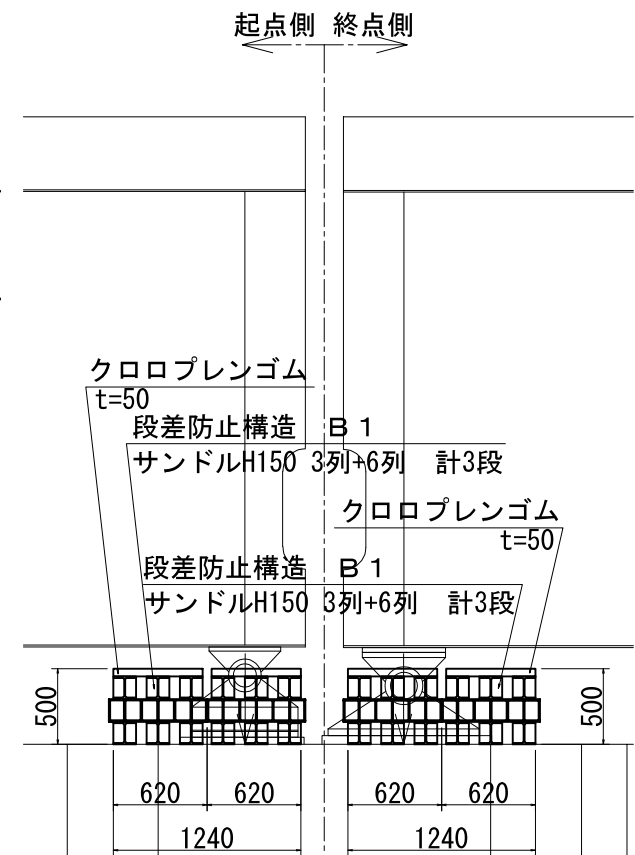 起点側 終点側
クロロプレンゴム
t=50
段差防止構造 B1
サンドルH150 3列+6列 計3段
クロロプレンゴム
t=50
段差防止構造 B1
サンドルH150 3列+6列 計3段
500
500
620 620
620 620
1240
1240